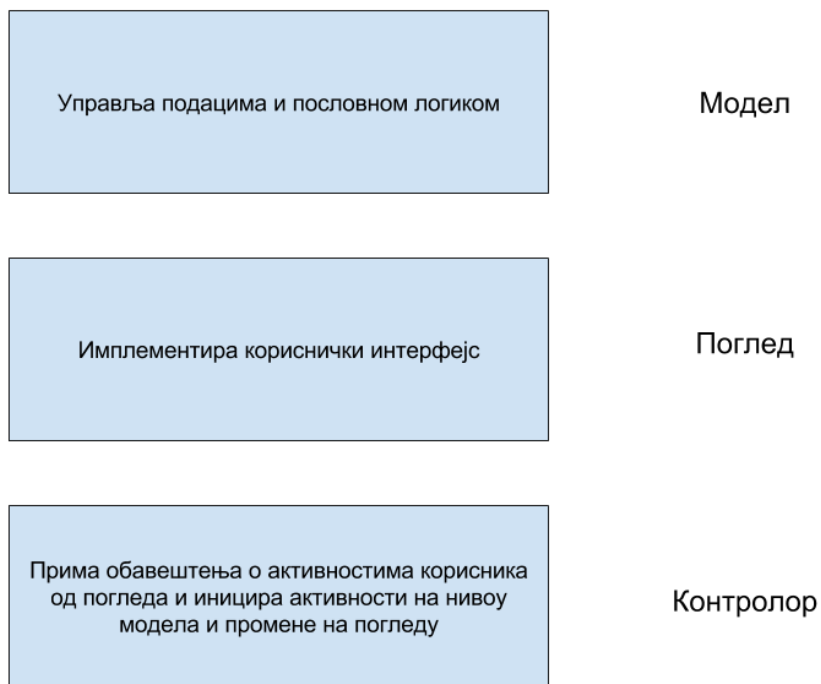 Управља подацима и пословном логиком
Модел
Имплементира кориснички интерфејс
Поглед
Прима обавештења о активностима корисника
од погледа и иницира активности на нивоу
модела и промене на погледу
Контролор